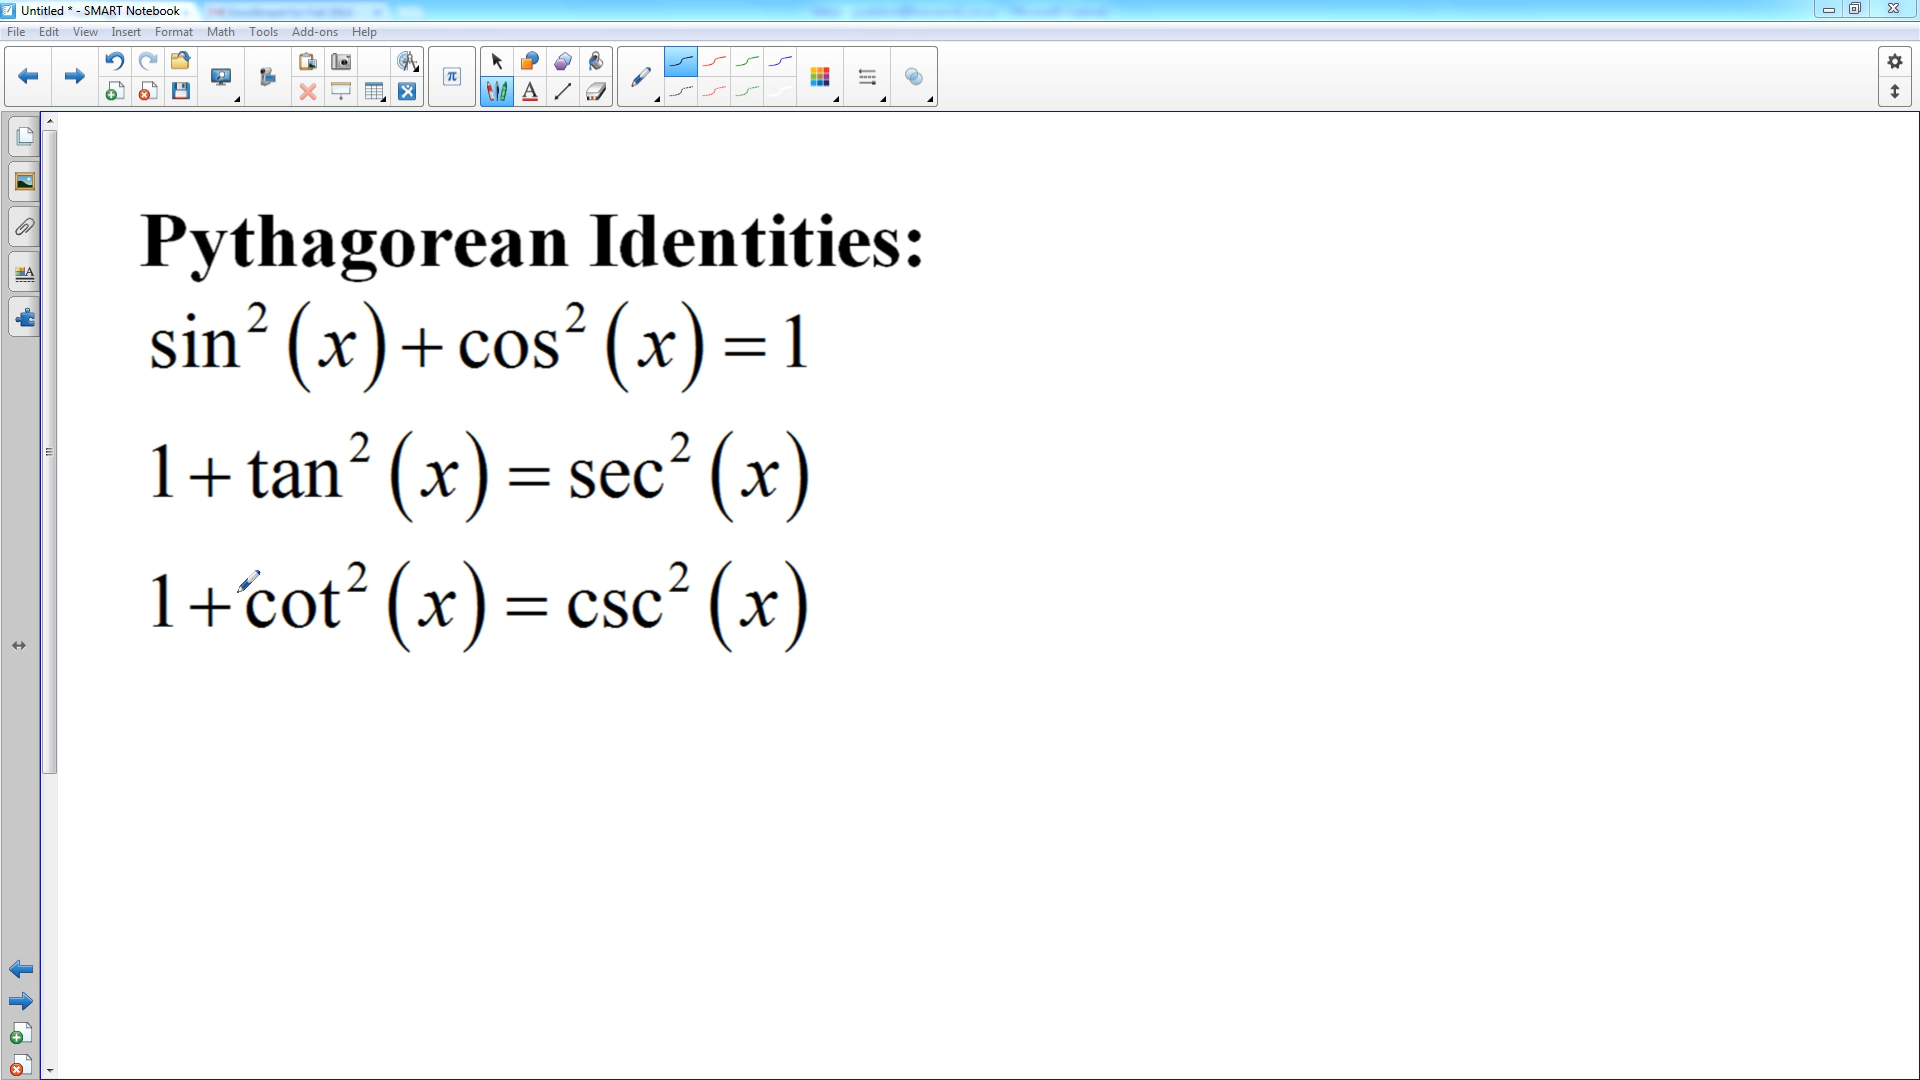 Untitled * - SMART Notebook
File Edit View Insert Format Math Tools Add-ons Help
π
A
A
Pythagorean Identities:
sin²(x)+cos²(x)=1
1+tan²(x)=sec²(x)
1+cot²(x)=csc²(x)